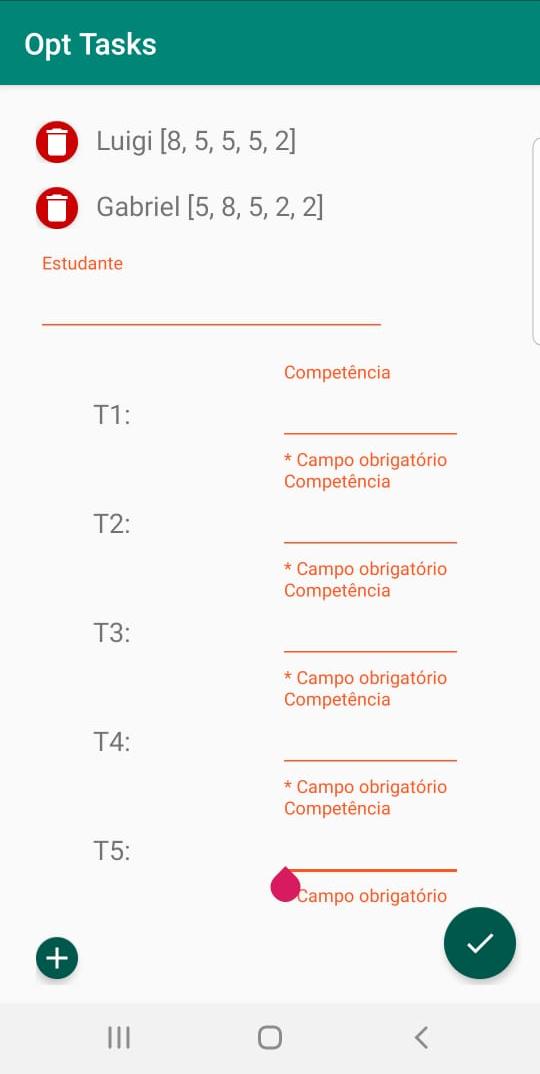 Opt Tasks
Luigi [8, 5, 5, 5, 2]
Gabriel [5, 8, 5, 2, 2]
Estudante
Competência
T1:
* Campo obrigatório
Competência
T2:
* Campo obrigatório
Competência
T3:
* Campo obrigatório
Competência
T4:
* Campo obrigatório
Competência
T5:
Campo obrigatório